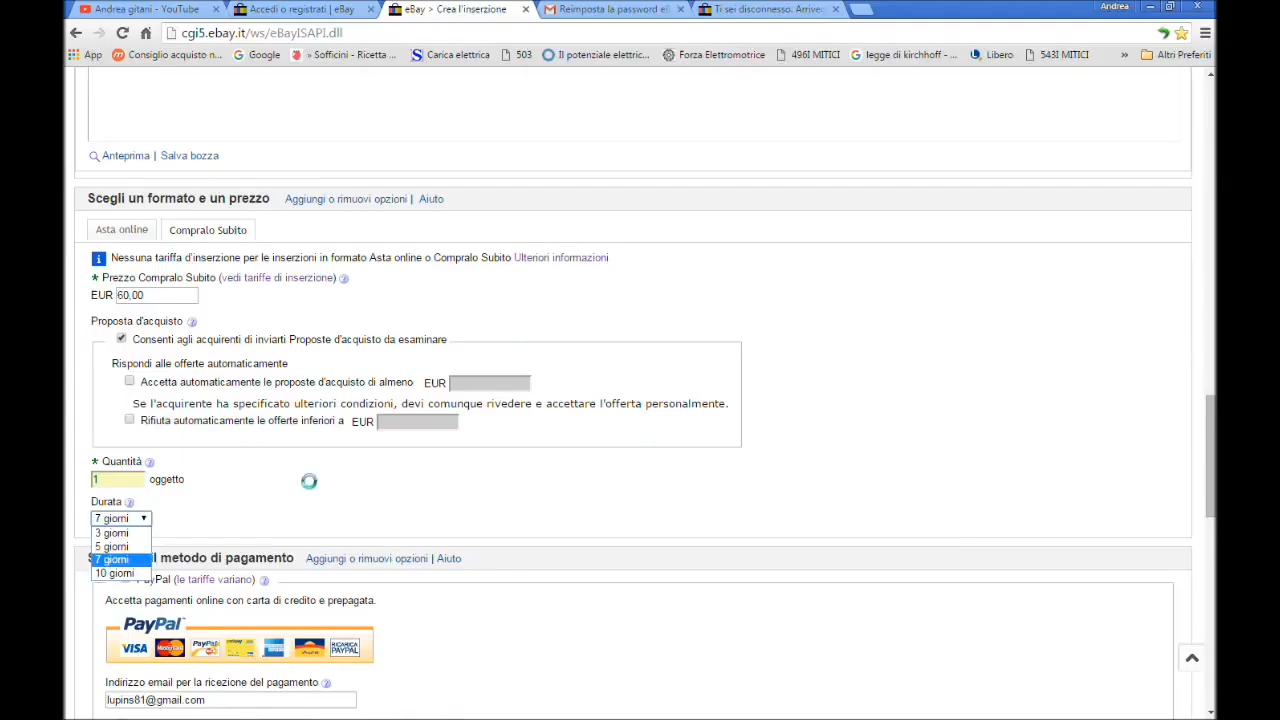 Andrea gitani - YouTube
Accedi o registrati | eBay
eBay > Crea l'inserzione
Reimposta la password eB
Ti sei disconnesso. Arrive
Andrea
cgi5.ebay.it/ws/eBayISAPI.dll
App
Consiglio acquisto n...
Google
» Sofficini - Ricetta ...
Carica elettrica
503
Il potenziale elettric...
Forza Elettromotrice
496I MITICI
legge di kirchhoff - ...
Libero
543I MITICI
»
Altri Preferiti
Anteprima | Salva bozza
Scegli un formato e un prezzo Aggiungi o rimuovi opzioni | Aiuto
Asta online Compralo Subito
Nessuna tariffa d'inserzione per le inserzioni in formato Asta online o Compralo Subito Ulteriori informazioni
* Prezzo Compralo Subito (vedi tariffe di inserzione)
EUR 60,00
Proposta d'acquisto
Consenti agli acquirenti di inviarti Proposte d'acquisto da esaminare
Rispondi alle offerte automaticamente
Accetta automaticamente le proposte d'acquisto di almeno EUR
Se l'acquirente ha specificato ulteriori condizioni, devi comunque rivedere e accettare l'offerta personalmente.
Rifiuta automaticamente le offerte inferiori a EUR
* Quantità
1 oggetto
Durata
7 giorni
3 giorni
5 giorni
7 giorni
10 giorni
il metodo di pagamento Aggiungi o rimuovi opzioni | Aiuto
PayPal (le tariffe variano)
Accetta pagamenti online con carta di credito e prepagata.
PayPal
VISA MasterCard PayPal RICARICA PAYPAL
Indirizzo email per la ricezione del pagamento
lupins81@gmail.com